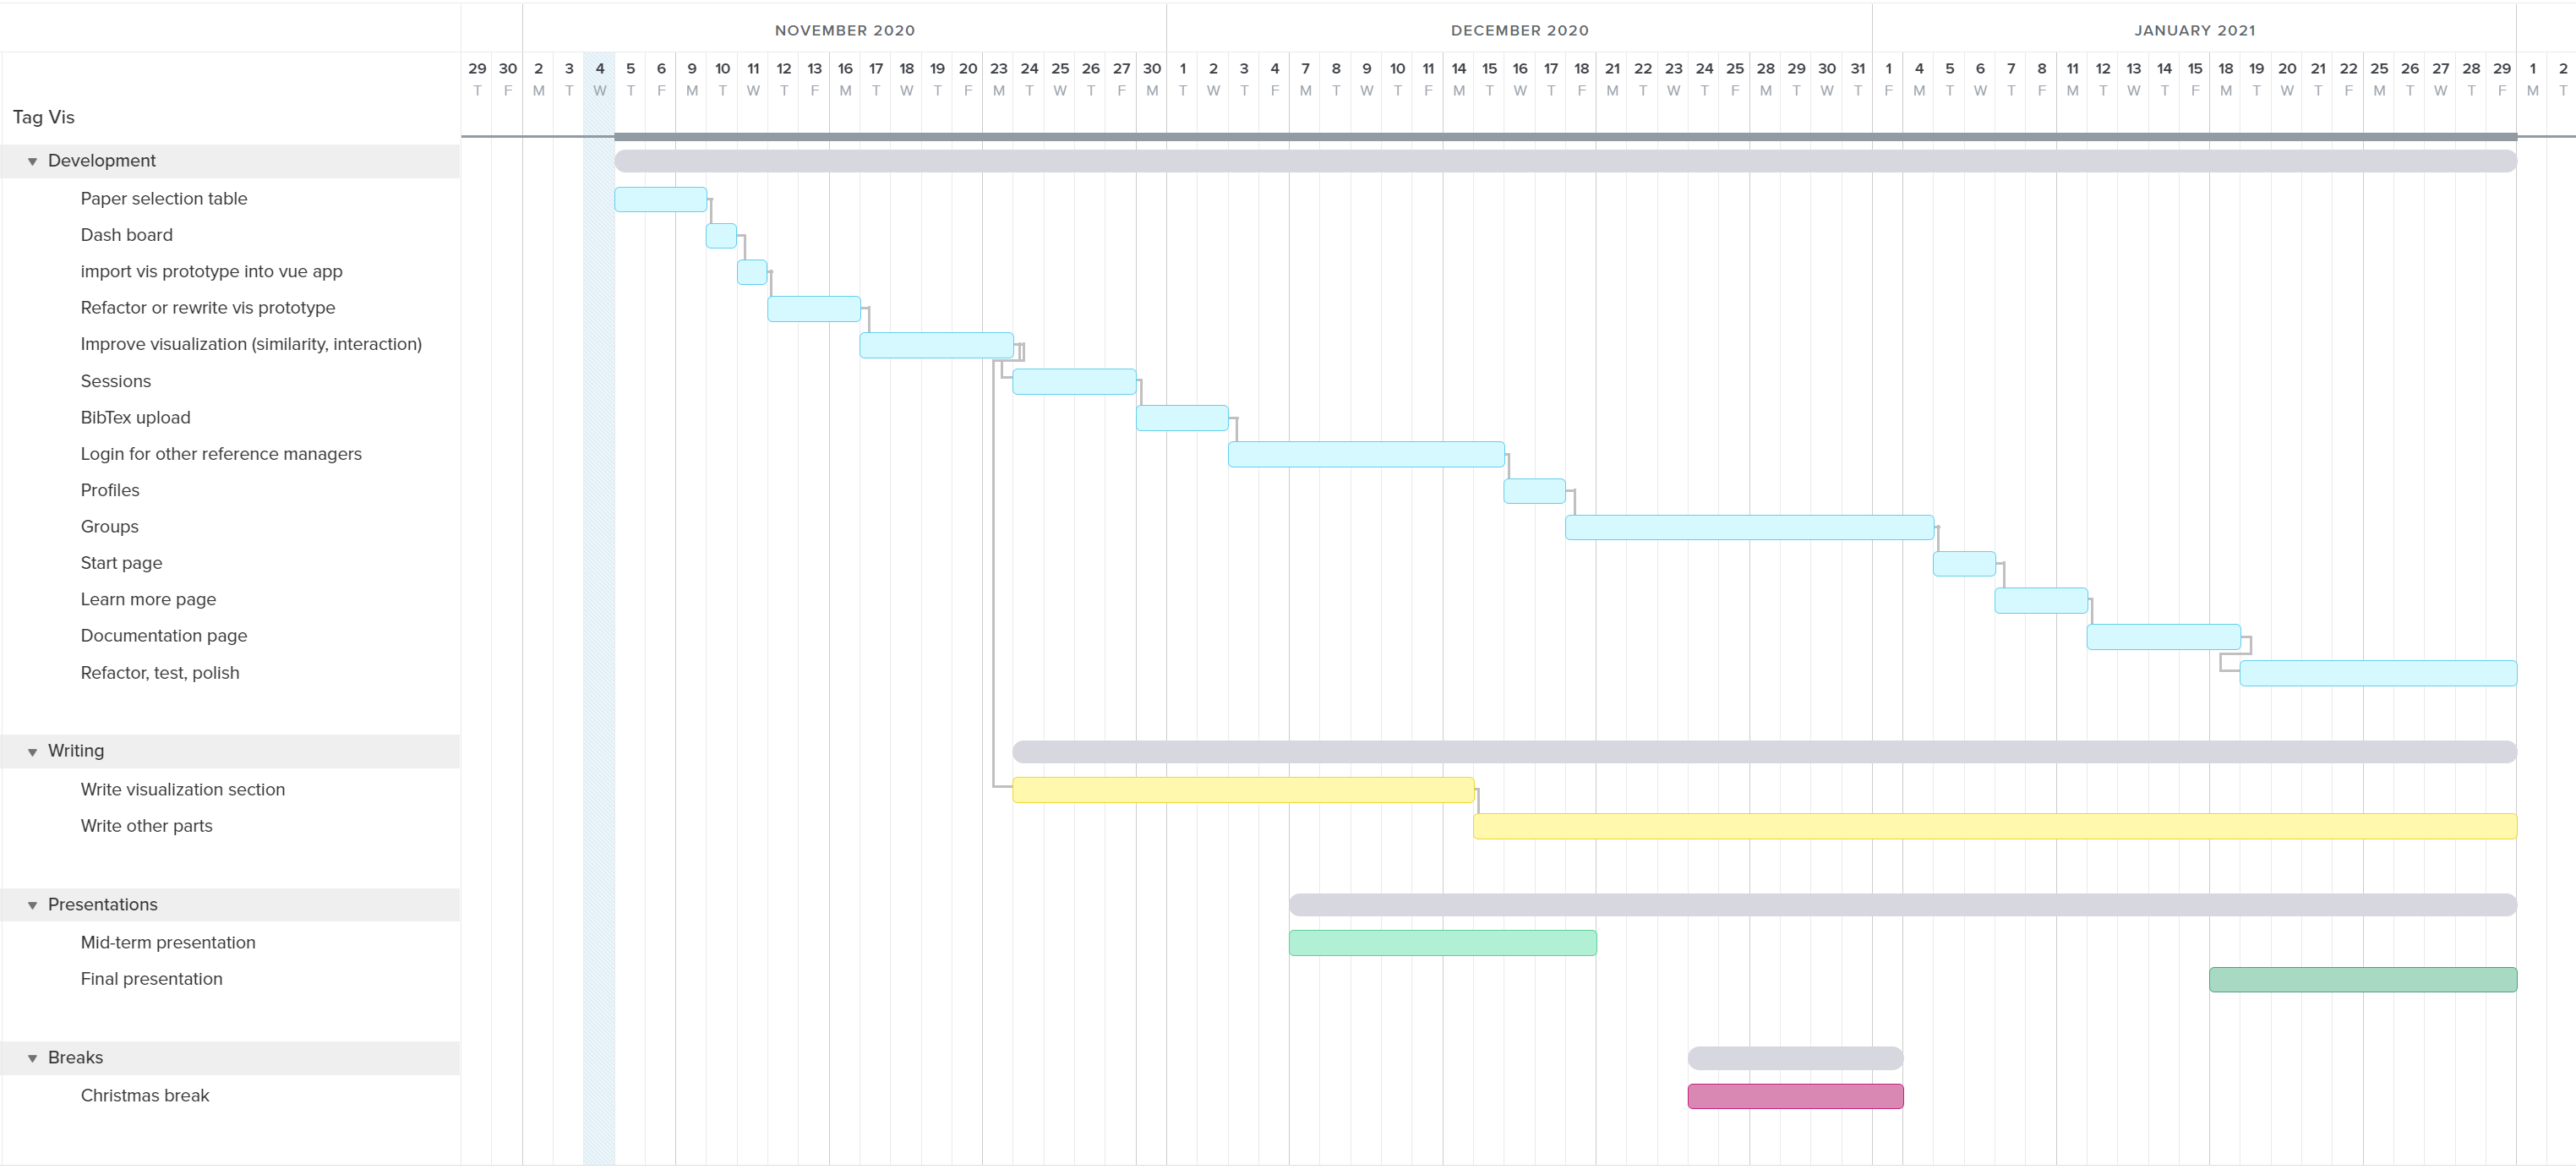 NOVEMBER 2020 DECEMBER 2020 JANUARY 2021
29 30 2 3 4 5 6 9 10 11 12 13 16 17 18 19 20 23 24 25 26 27 30 1 2 3 4 7 8 9 10 11 14 15 16 17 18 21 22 23 24 25 28 29 30 31 1 4 5 6 7 8 11 12 13 14 15 18 19 20 21 22 25 26 27 28 29 1 2
T F M T W T F M T W T F M T W T F M T W T F M T W T F M T W T F M T W T F M T W T F M T W T F M T W T F M T W T F M T W T F M T W T F M T
Tag Vis
Development
Paper selection table
Dash board
import vis prototype into vue app
Refactor or rewrite vis prototype
Improve visualization (similarity, interaction)
Sessions
BibTex upload
Login for other reference managers
Profiles
Groups
Start page
Learn more page
Documentation page
Refactor, test, polish
Writing
Write visualization section
Write other parts
Presentations
Mid-term presentation
Final presentation
Breaks
Christmas break